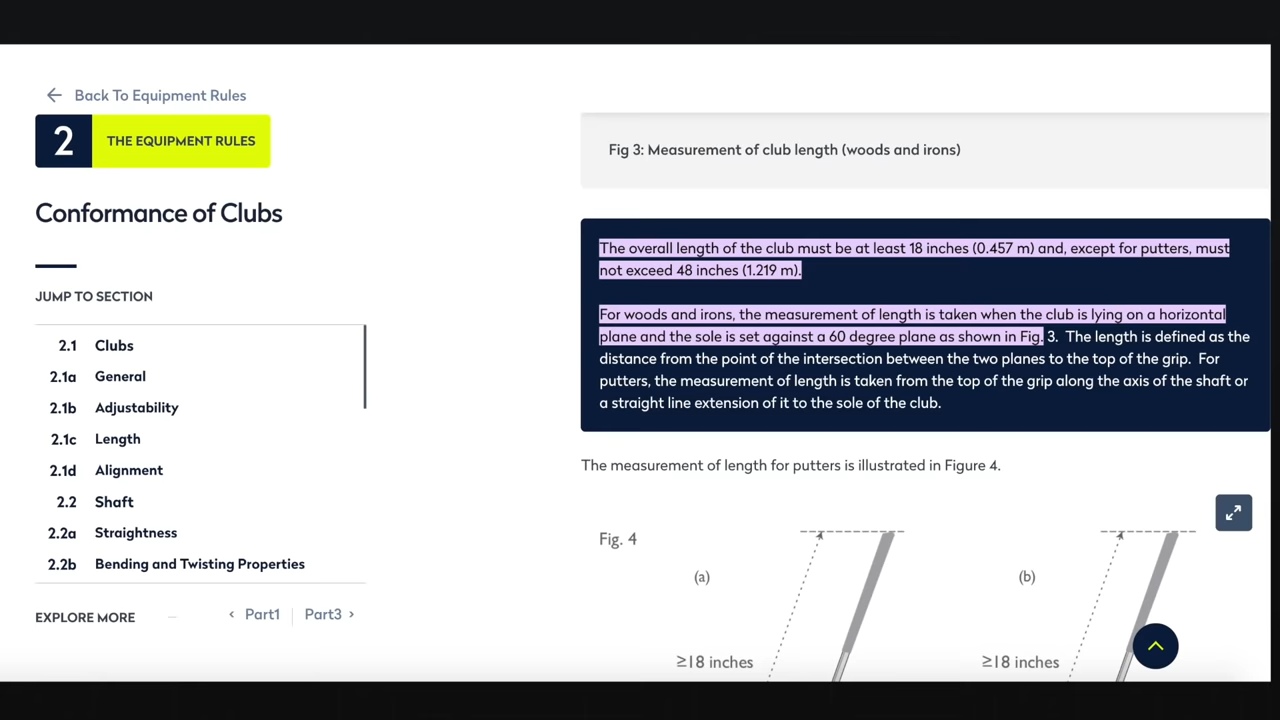 Back To Equipment Rules
2 THE EQUIPMENT RULES
Conformance of Clubs
JUMP TO SECTION
2.1 Clubs
2.1a General
2.1b Adjustability
2.1c Length
2.1d Alignment
2.2 Shaft
2.2a Straightness
2.2b Bending and Twisting Properties
EXPLORE MORE
Part1
Part3
Fig 3: Measurement of club length (woods and irons)
The overall length of the club must be at least 18 inches (0.457 m) and, except for putters, must
not exceed 48 inches (1.219 m).
For woods and irons, the measurement of length is taken when the club is lying on a horizontal
plane and the sole is set against a 60 degree plane as shown in Fig. 3. The length is defined as the
distance from the point of the intersection between the two planes to the top of the grip. For
putters, the measurement of length is taken from the top of the grip along the axis of the shaft or
a straight line extension of it to the sole of the club.
The measurement of length for putters is illustrated in Figure 4.
Fig. 4
(a)
(b)
≥18 inches
≥18 inches